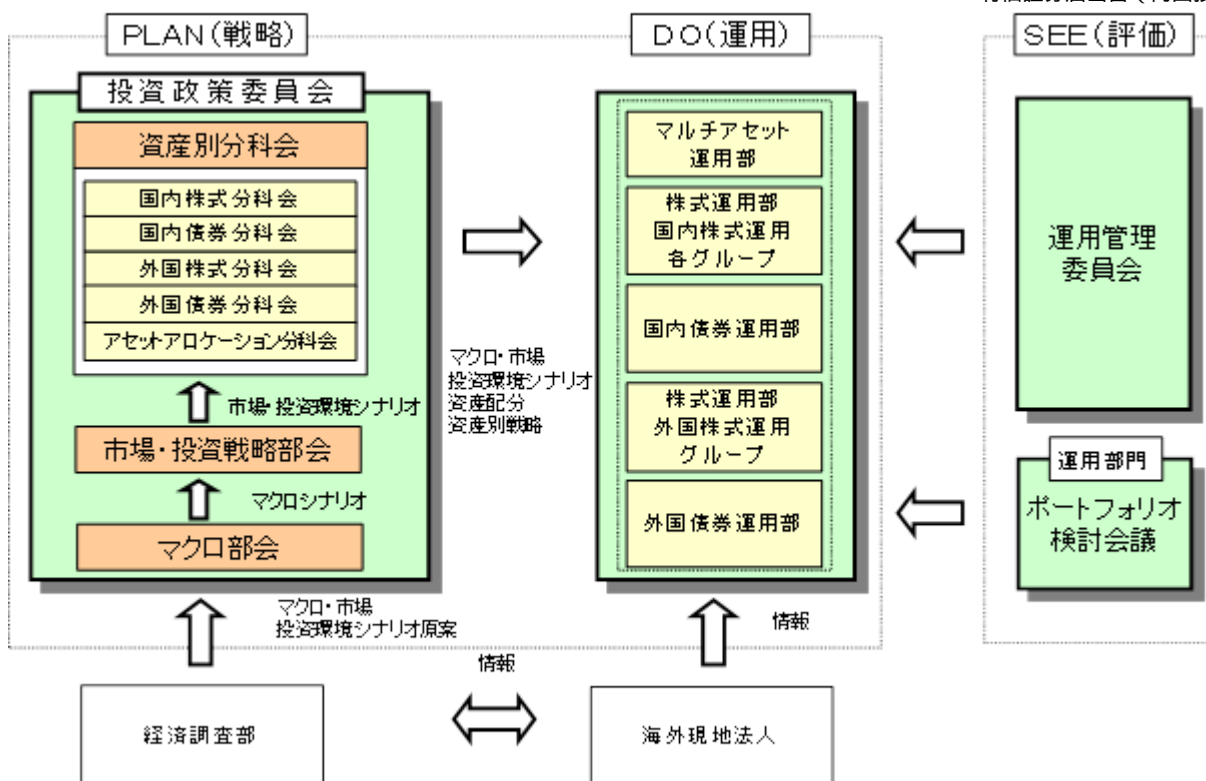 PLAN(戦略)
DO(運用)
SEE(評価)
投資政策委員会
資産別分科会
国内株式分科会
国内債券分科会
外国株式分科会
外国債券分科会
アセットアロケーション分科会
市場・投資環境シナリオ
市場・投資戦略部会
マクロシナリオ
マクロ部会
マクロ・市場
投資環境シナリオ原案
マクロ・市場
投資環境シナリオ
資産配分
資産別戦略
マルチアセット
運用部
株式運用部
国内株式運用
各グループ
国内債券運用部
株式運用部
外国株式運用
グループ
外国債券運用部
情報
運用管理
委員会
運用部門
ポートフォリオ
検討会議
経済調査部
情報
海外現地法人